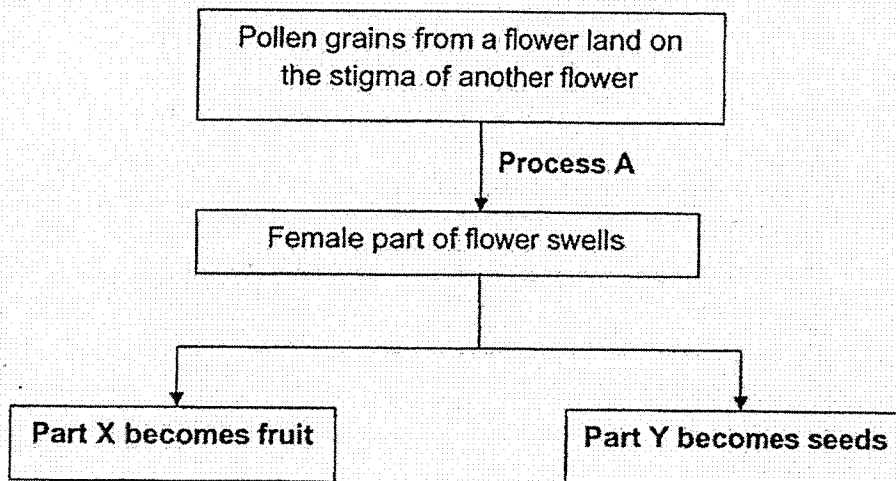 Pollen grains from a flower land on
the stigma of another flower
Process A
Female part of flower swells
Part X becomes fruit
Part Y becomes seeds